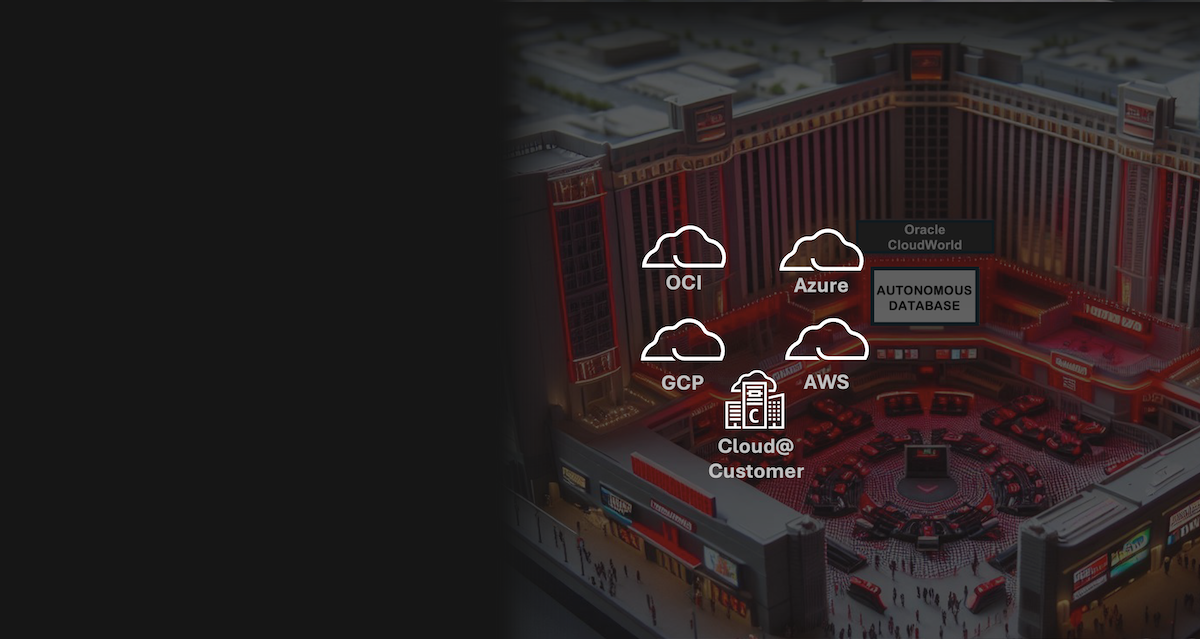 Oracle
CloudWorld
OCI
Azure
AUTONOMOUS
DATABASE
GCP
AWS
C
Cloud@
Customer